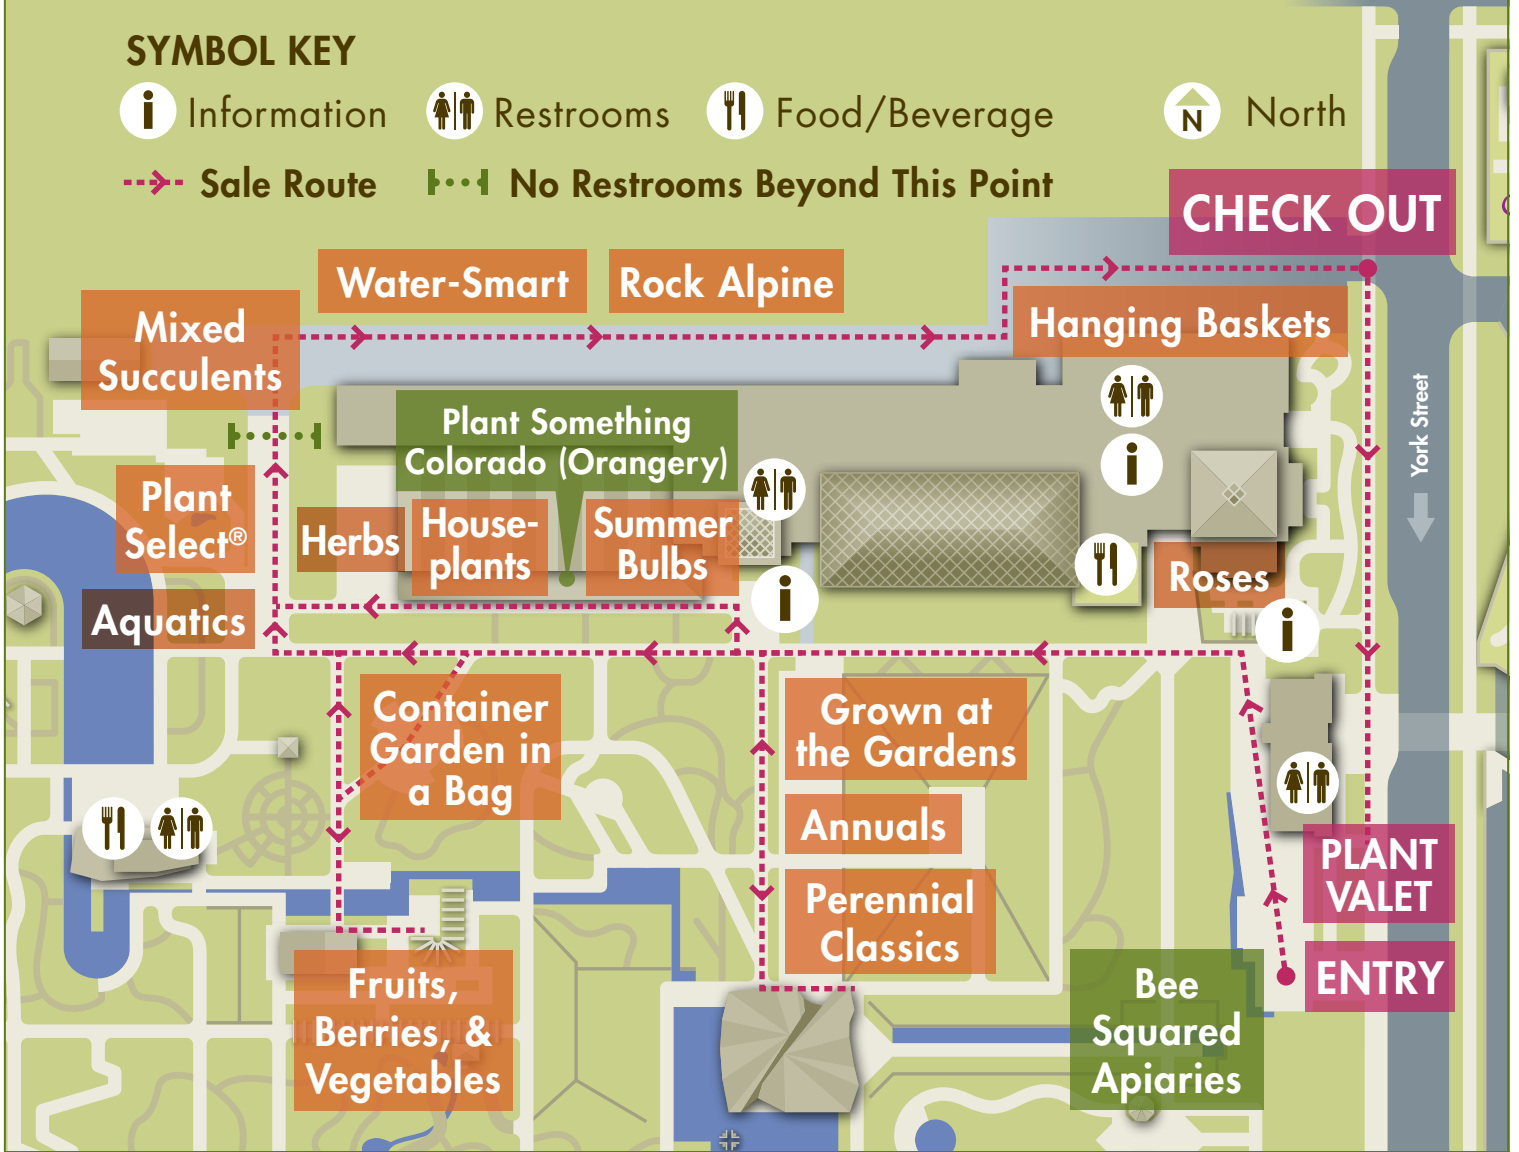 SYMBOL KEY
Information
Restrooms
Food/Beverage
N
North
Sale Route
No Restrooms Beyond This Point
CHECK OUT
Water-Smart
Rock Alpine
Mixed
Succulents
Hanging Baskets
Plant Something
Colorado (Orangery)
York Street
Plant
Select®
Herbs
House-
plants
Summer
Bulbs
Roses
Aquatics
Container
Garden in
a Bag
Grown at
the Gardens
Annuals
PLANT
VALET
Perennial
Classics
ENTRY
Fruits,
Berries, &
Vegetables
Bee
Squared
Apiaries